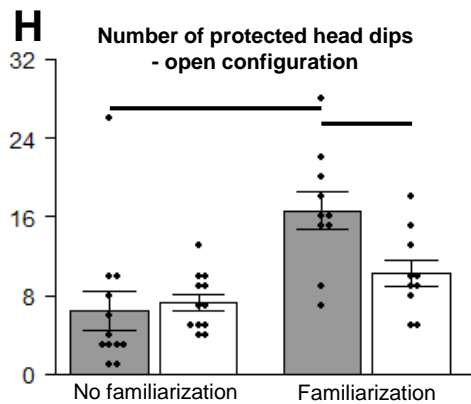 H
Number of protected head dips
- open configuration
32
24
16
8
0
No familiarization
Familiarization